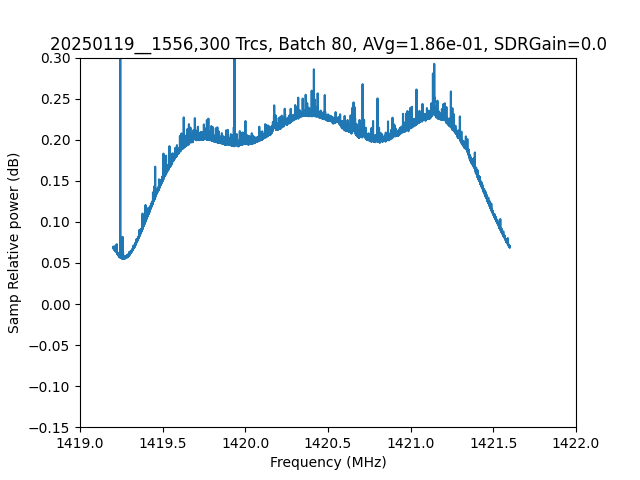 20250119__1556,300 Trcs, Batch 80, AVg=1.86e-01, SDRGain=0.0
0.30
0.25
0.20
0.15
0.10
0.05
0.00
−0.05
−0.10
−0.15
Samp Relative power (dB)
1419.0 1419.5 1420.0 1420.5 1421.0 1421.5 1422.0
Frequency (MHz)